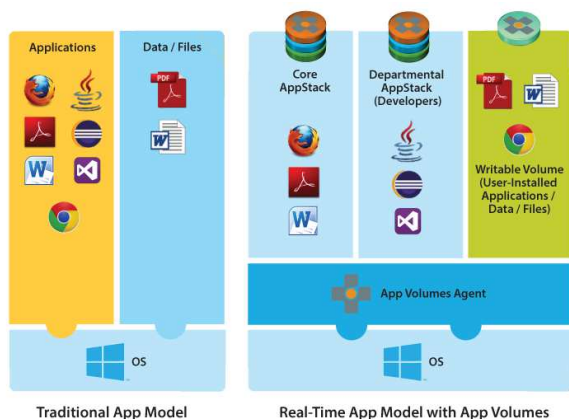 Applications
Data / Files
PDF
W
W
Core
AppStack
Departmental
AppStack
(Developers)
W
PDF
W
Writable Volume
(User-Installed
Applications /
Data / Files)
App Volumes Agent
OS
OS
Traditional App Model
Real-Time App Model with App Volumes